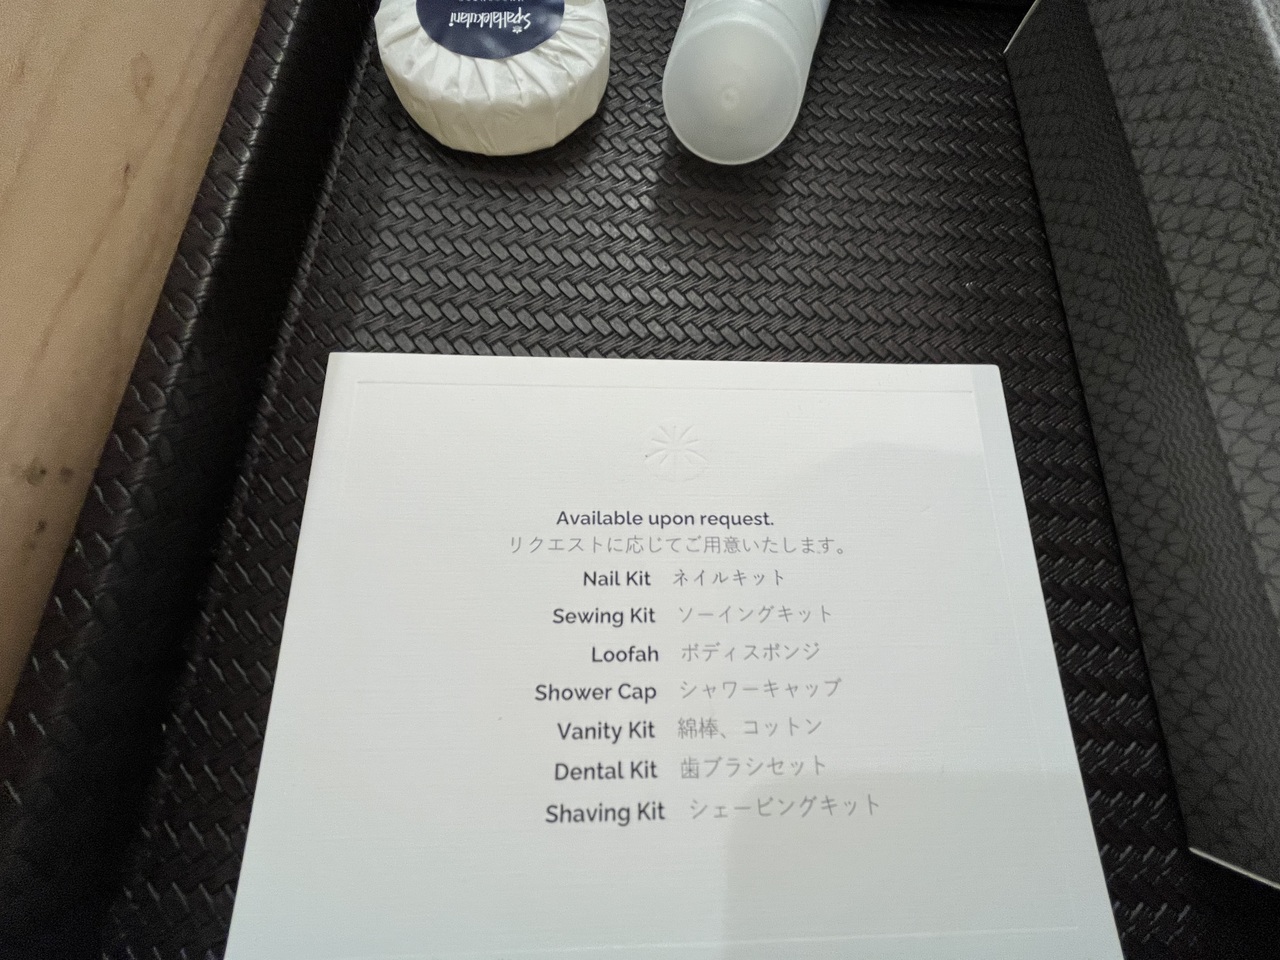 SpaHalekulani
Available upon request.
リクエストに応じてご用意いたします。
Nail Kit ネイルキット
Sewing Kit ソーイングキット
Loofah ボディスポンジ
Shower Cap シャワーキャップ
Vanity Kit 綿棒、コットン
Dental Kit 歯ブラシセット
Shaving Kit シェービングキット